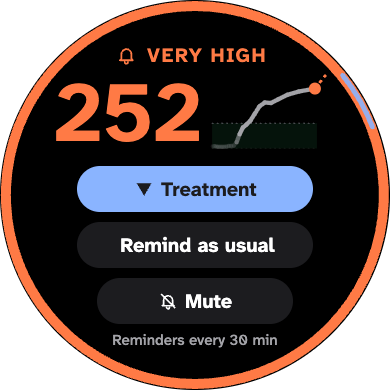 VERY HIGH
252
Treatment
Remind as usual
Mute
Reminders every 30 min